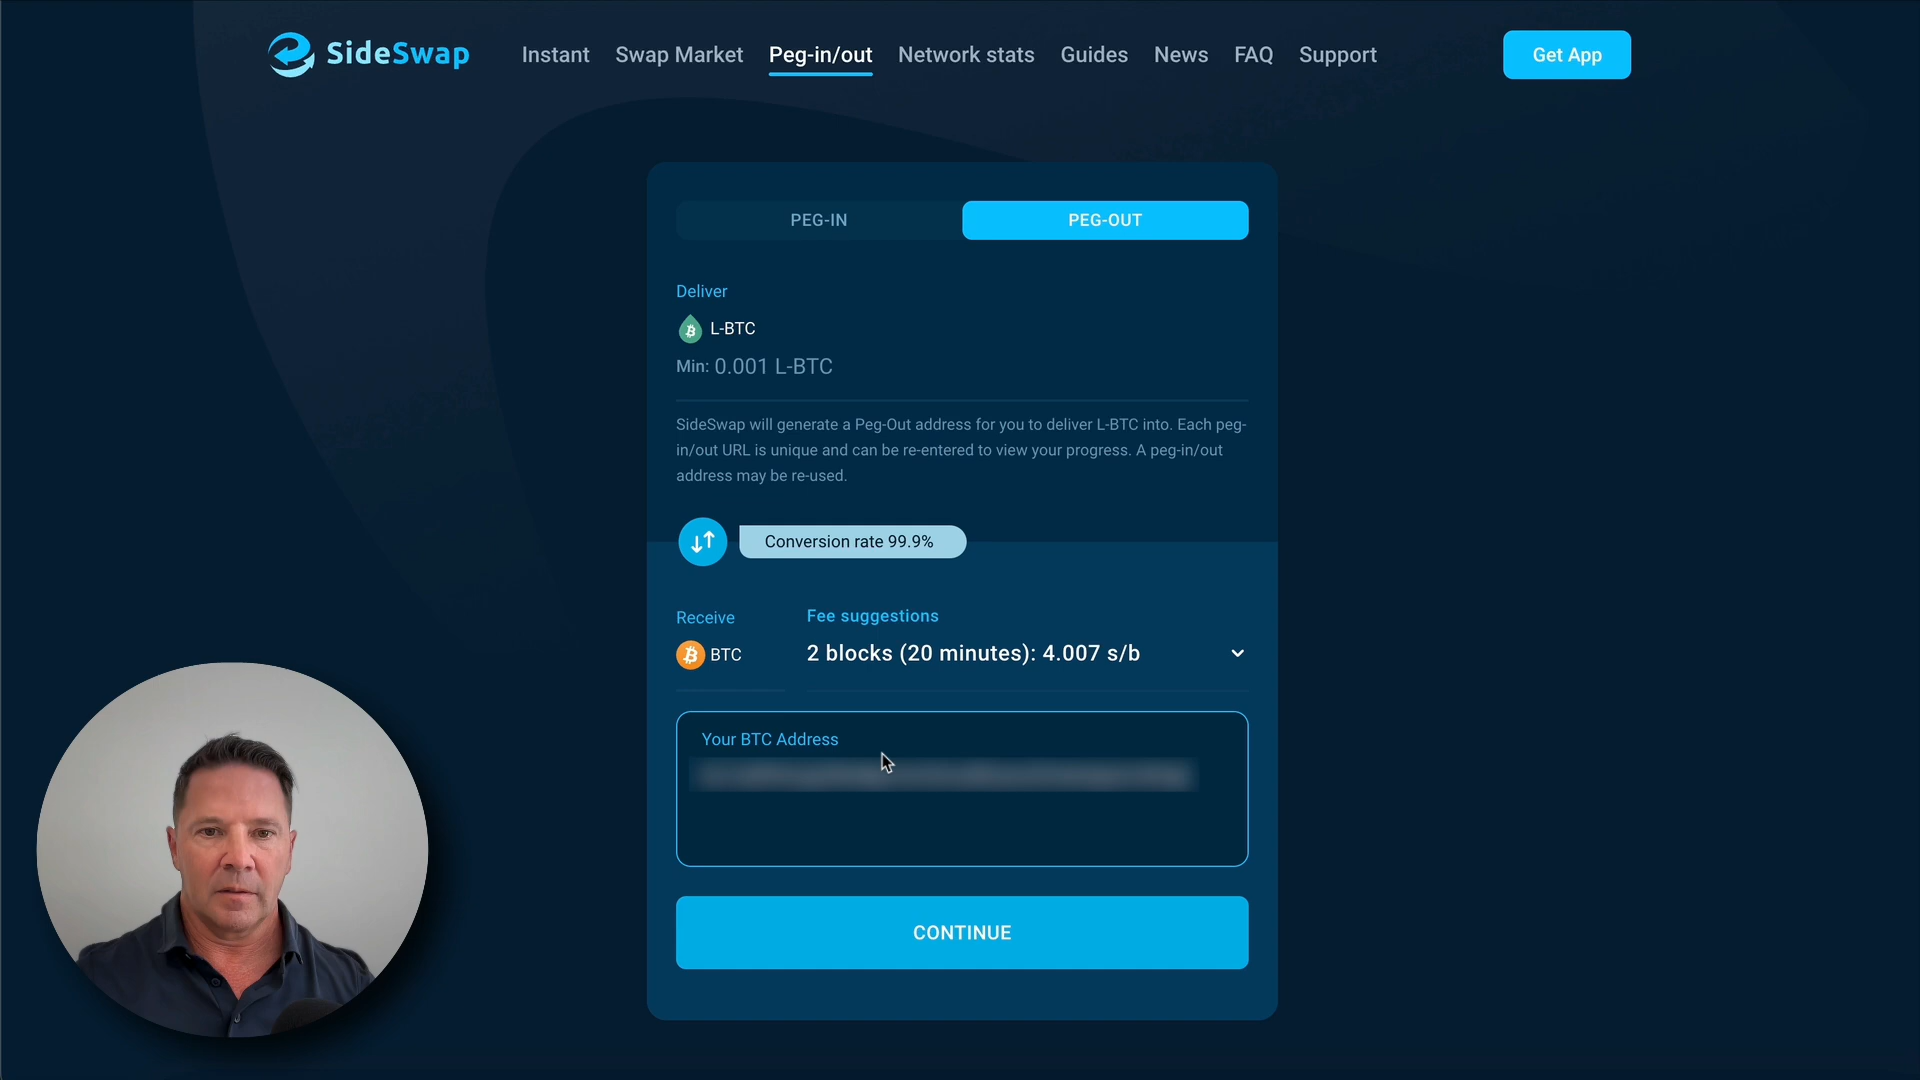 SideSwap
Instant
Swap Market
Peg-in/out
Network stats
Guides
News
FAQ
Support
Get App
PEG-IN
PEG-OUT
Deliver
L-BTC
Min: 0.001 L-BTC
SideSwap will generate a Peg-Out address for you to deliver L-BTC into. Each peg-
in/out URL is unique and can be re-entered to view your progress. A peg-in/out
address may be re-used.
Conversion rate 99.9%
Receive
BTC
Fee suggestions
2 blocks (20 minutes): 4.007 s/b
Your BTC Address
CONTINUE